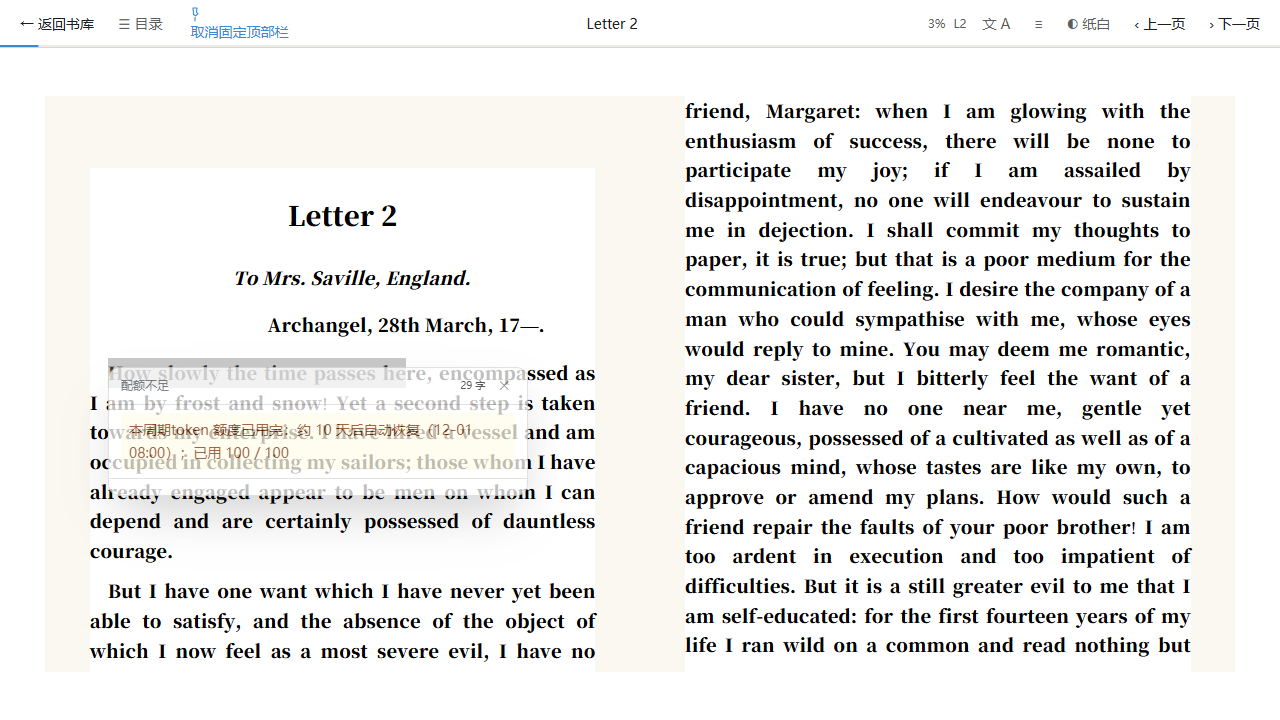 ← 返回书库
☰ 目录
取消固定顶部栏
Letter 2
3%
L2
文 A
≡
纸白
‹ 上一页
› 下一页
Letter 2
To Mrs. Saville, England.
Archangel, 28th March, 17—.
How slowly the time passes here, encompassed as
I am by frost and snow! Yet a second step is taken
towards my enterprise. I have hired a vessel and am
occupied in collecting my sailors; those whom I have
already engaged appear to be men on whom I can
depend and are certainly possessed of dauntless
courage.
But I have one want which I have never yet been
able to satisfy, and the absence of the object of
which I now feel as a most severe evil, I have no
配额不足
29 字
本周期token 额度已用完；约 10 天后自动恢复（12-01
08:00）；已用 100 / 100
friend, Margaret: when I am glowing with the
enthusiasm of success, there will be none to
participate my joy; if I am assailed by
disappointment, no one will endeavour to sustain
me in dejection. I shall commit my thoughts to
paper, it is true; but that is a poor medium for the
communication of feeling. I desire the company of a
man who could sympathise with me, whose eyes
would reply to mine. You may deem me romantic,
my dear sister, but I bitterly feel the want of a
friend. I have no one near me, gentle yet
courageous, possessed of a cultivated as well as of a
capacious mind, whose tastes are like my own, to
approve or amend my plans. How would such a
friend repair the faults of your poor brother! I am
too ardent in execution and too impatient of
difficulties. But it is a still greater evil to me that I
am self-educated: for the first fourteen years of my
life I ran wild on a common and read nothing but